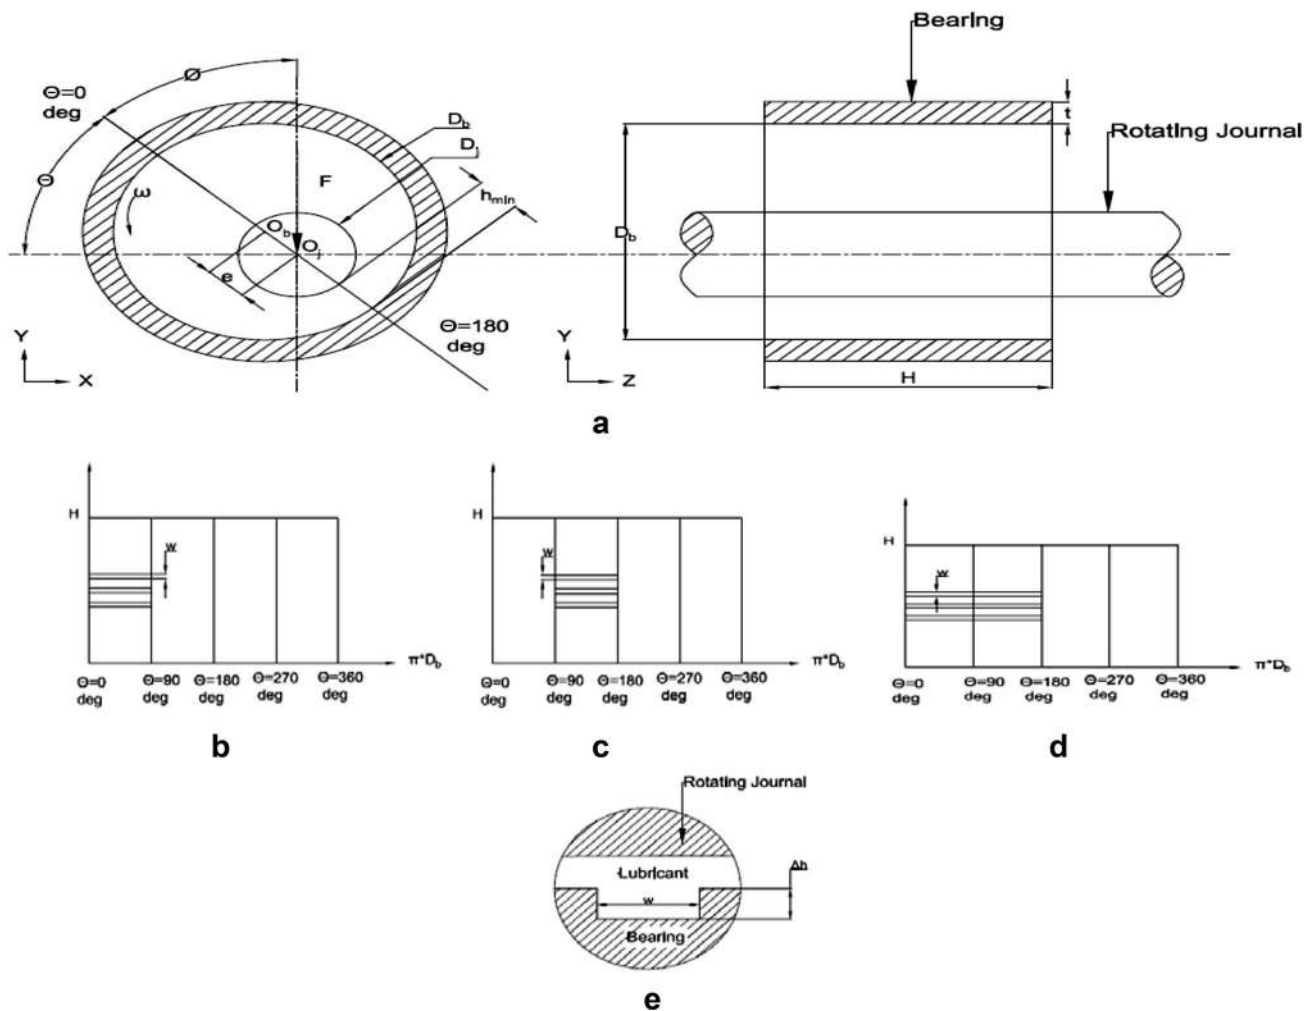 Bearing
Ø
Θ=0
deg
D_b
D_j
t
Rotating Journal
F
Θ
ω
h_min
O_b
O_j
D_b
e
Θ=180
deg
Y
X
Y
Z
H
a
H
w
π*D_b
Θ=0
deg
Θ=90
deg
Θ=180
deg
Θ=270
deg
Θ=360
deg
b
H
w
π*D_b
Θ=0
deg
Θ=90
deg
Θ=180
deg
Θ=270
deg
Θ=360
deg
c
H
w
π*D_b
Θ=0
deg
Θ=90
deg
Θ=180
deg
Θ=270
deg
Θ=360
deg
d
Rotating Journal
Lubricant
Δh
w
Bearing
e